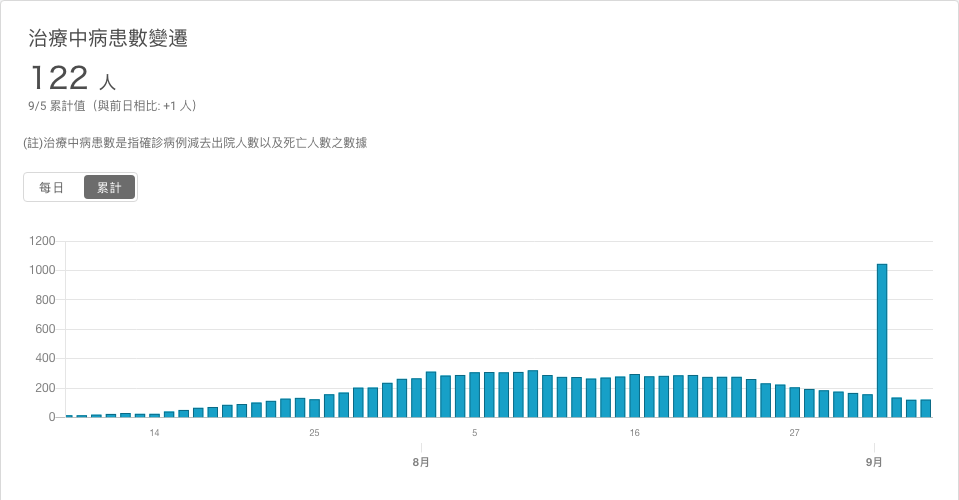 治療中病患數變遷
122 人
9/5 累計值（與前日相比: +1 人）
(註)治療中病患數是指確診病例減去出院人數以及死亡人數之數據
每日 累計
1200
1000
800
600
400
200
0
14 25 5 16 27
8月 9月